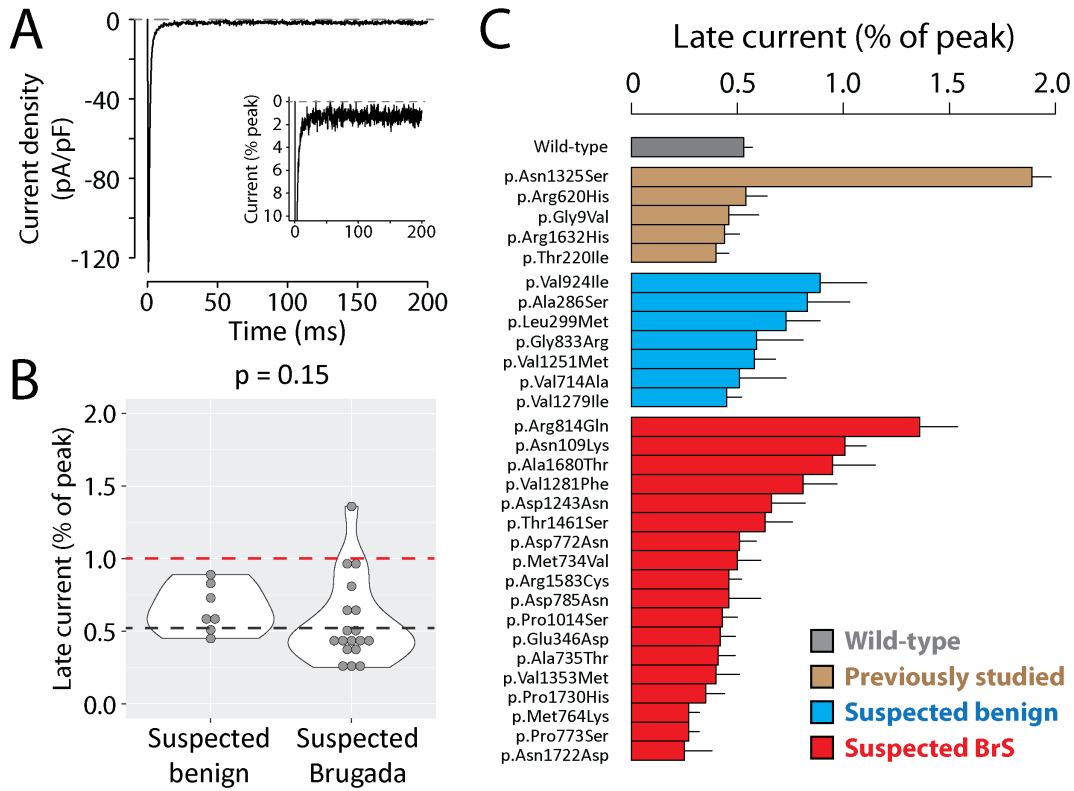 A
Current density
(pA/pF)
0
-40
-80
-120
0
50
100
150
200
Time (ms)
Current (% peak)
0
2
4
6
8
10
0
100
200
B
p = 0.15
Late current (% of peak)
2.0
1.5
1.0
0.5
0.0
Suspected
benign
Suspected
Brugada
C
Late current (% of peak)
0
0.5
1.0
1.5
2.0
Wild-type
p.Asn1325Ser
p.Arg620His
p.Gly9Val
p.Arg1632His
p.Thr220Ile
p.Val924Ile
p.Ala286Ser
p.Leu299Met
p.Gly833Arg
p.Val1251Met
p.Val714Ala
p.Val1279Ile
p.Arg814Gln
p.Asn109Lys
p.Ala1680Thr
p.Val1281Phe
p.Asp1243Asn
p.Thr1461Ser
p.Asp772Asn
p.Met734Val
p.Arg1583Cys
p.Asp785Asn
p.Pro1014Ser
p.Glu346Asp
p.Ala735Thr
p.Val1353Met
p.Pro1730His
p.Met764Lys
p.Pro773Ser
p.Asn1722Asp
Wild-type
Previously studied
Suspected benign
Suspected BrS